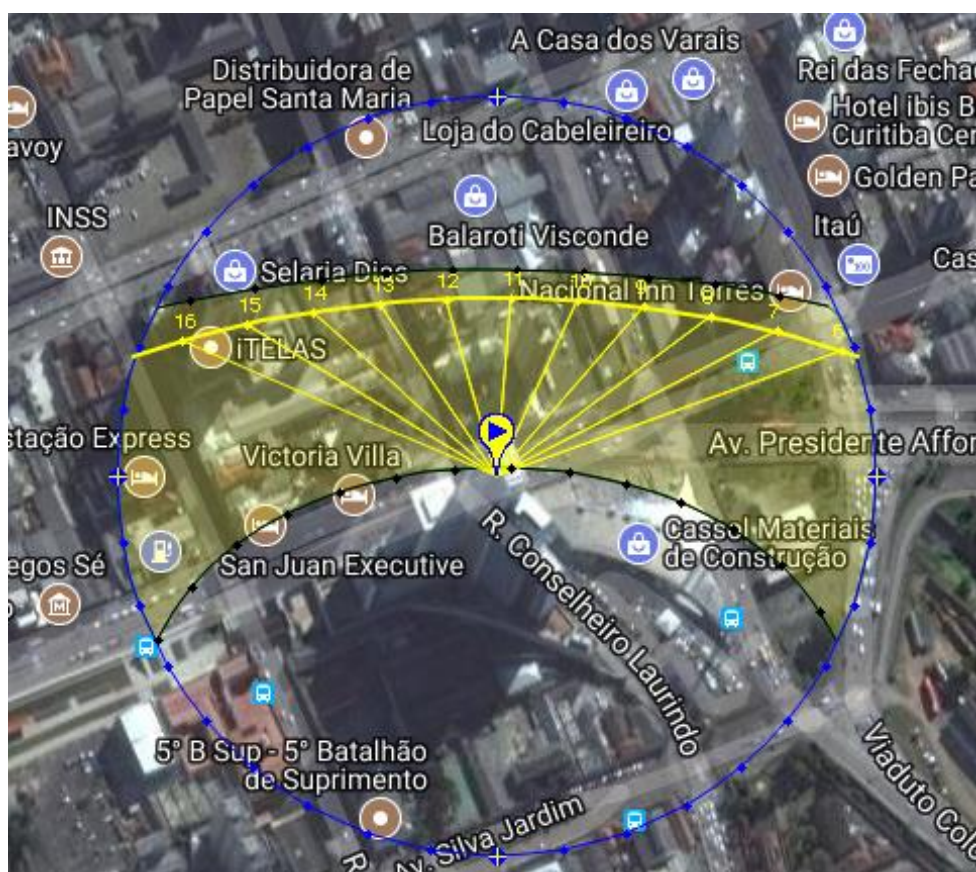 A Casa dos Varais
Rei das Fecha
Distribuidora de
Papel Santa Maria
Hotel ibis B
Curitiba Cen
Loja do Cabeleireiro
avoy
Golden Pa
INSS
Itaú
100
Balaroti Visconde
Cas
Selaria Dias
Nacional Inn Torres
16
15
14
13
12
11
10
9
8
7
6
iTELAS
stação Express
Victoria Villa
Av. Presidente Affon
R. Conselheiro Laurindo
Cassol Materiais
de Construção
egos Sé
San Juan Executive
M
5° B Sup - 5° Batalhão
de Suprimento
Viaduto Colo
Av. Silva Jardim
R